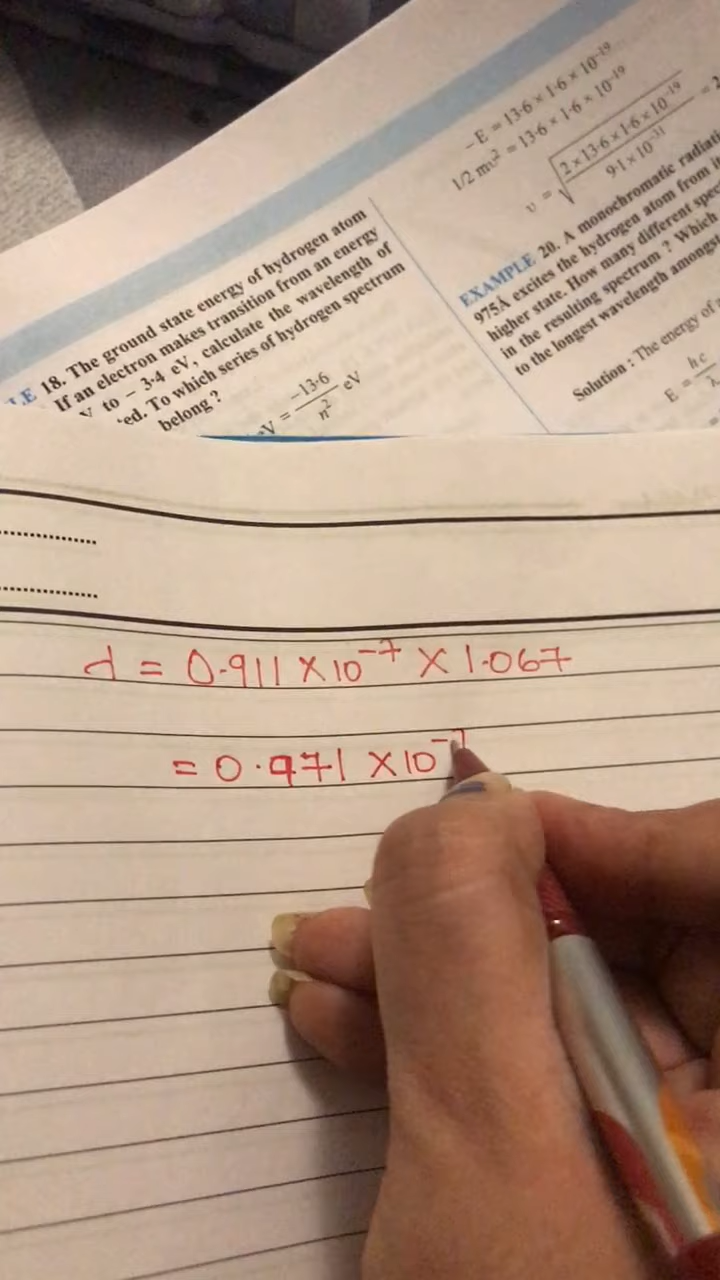 LE 18. The ground state energy of hydrogen atom
If an electron makes transition from an energy
V to − 3·4 eV, calculate the wavelength of
ed. To which series of hydrogen spectrum
belong ?
V = −13·6 / n² eV
−E = 13·6 × 1·6 × 10⁻¹⁹
1/2 mυ² = 13·6 × 1·6 × 10⁻¹⁹
υ = √(2 × 13·6 × 1·6 × 10⁻¹⁹ / 9·1 × 10⁻³¹) = 2
EXAMPLE 20. A monochromatic radiati
975Å excites the hydrogen atom from it
higher state. How many different spec
in the resulting spectrum ? Which
to the longest wavelength amongs
Solution : The energy of
E = hc / λ
λ = 0.911 × 10⁻⁷ × 1.067
= 0.971 × 10⁻⁷